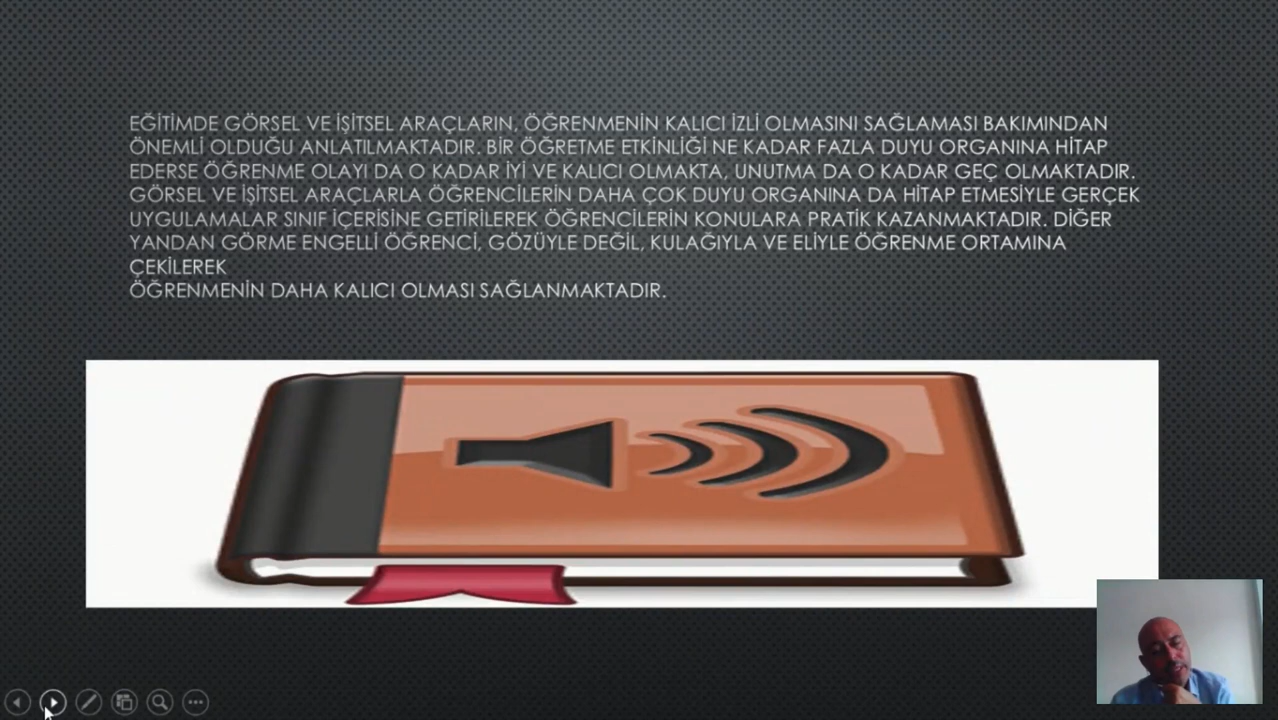 EĞİTİMDE GÖRSEL VE İŞİTSEL ARAÇLARIN, ÖĞRENMENİN KALICI İZLİ OLMASINI SAĞLAMASI BAKIMINDAN
ÖNEMLİ OLDUĞU ANLATILMAKTADIR. BİR ÖĞRETME ETKİNLİĞİ NE KADAR FAZLA DUYU ORGANINA HİTAP
EDERSE ÖĞRENME OLAYI DA O KADAR İYİ VE KALICI OLMAKTA, UNUTMA DA O KADAR GEÇ OLMAKTADIR.
GÖRSEL VE İŞİTSEL ARAÇLARLA ÖĞRENCİLERİN DAHA ÇOK DUYU ORGANINA DA HİTAP ETMESİYLE GERÇEK
UYGULAMALAR SINIF İÇERİSİNE GETİRİLEREK ÖĞRENCİLERİN KONULARA PRATİK KAZANMAKTADIR. DİĞER
YANDAN GÖRME ENGELLİ ÖĞRENCİ, GÖZÜYLE DEĞİL, KULAĞIYLA VE ELİYLE ÖĞRENME ORTAMINA
ÇEKİLEREK
ÖĞRENMENİN DAHA KALICI OLMASI SAĞLANMAKTADIR.